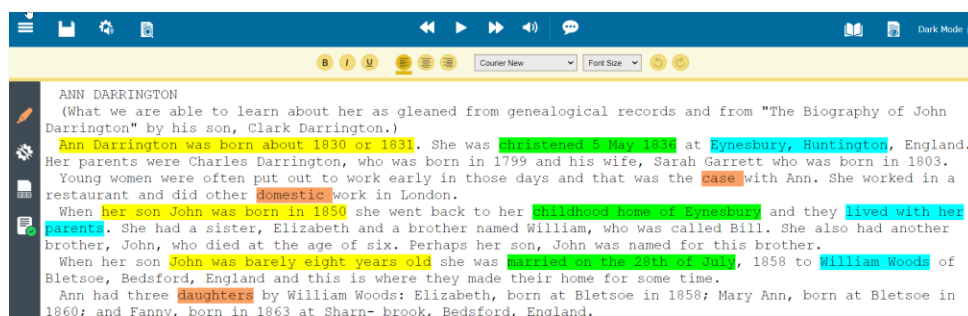 Dark Mode
B I U Courier New Font Size
ANN DARRINGTON
(What we are able to learn about her as gleaned from genealogical records and from "The Biography of John
Darrington" by his son, Clark Darrington.)
Ann Darrington was born about 1830 or 1831. She was christened 5 May 1836 at Eynesbury, Huntington, England.
Her parents were Charles Darrington, who was born in 1799 and his wife, Sarah Garrett who was born in 1803.
Young women were often put out to work early in those days and that was the case with Ann. She worked in a
restaurant and did other domestic work in London.
When her son John was born in 1850 she went back to her childhood home of Eynesbury and they lived with her
parents. She had a sister, Elizabeth and a brother named William, who was called Bill. She also had another
brother, John, who died at the age of six. Perhaps her son, John was named for this brother.
When her son John was barely eight years old she was married on the 28th of July, 1858 to William Woods of
Bletsoe, Bedsford, England and this is where they made their home for some time.
Ann had three daughters by William Woods: Elizabeth, born at Bletsoe in 1858; Mary Ann, born at Bletsoe in
1860; and Fanny, born in 1863 at Sharn- brook, Bedsford, England.